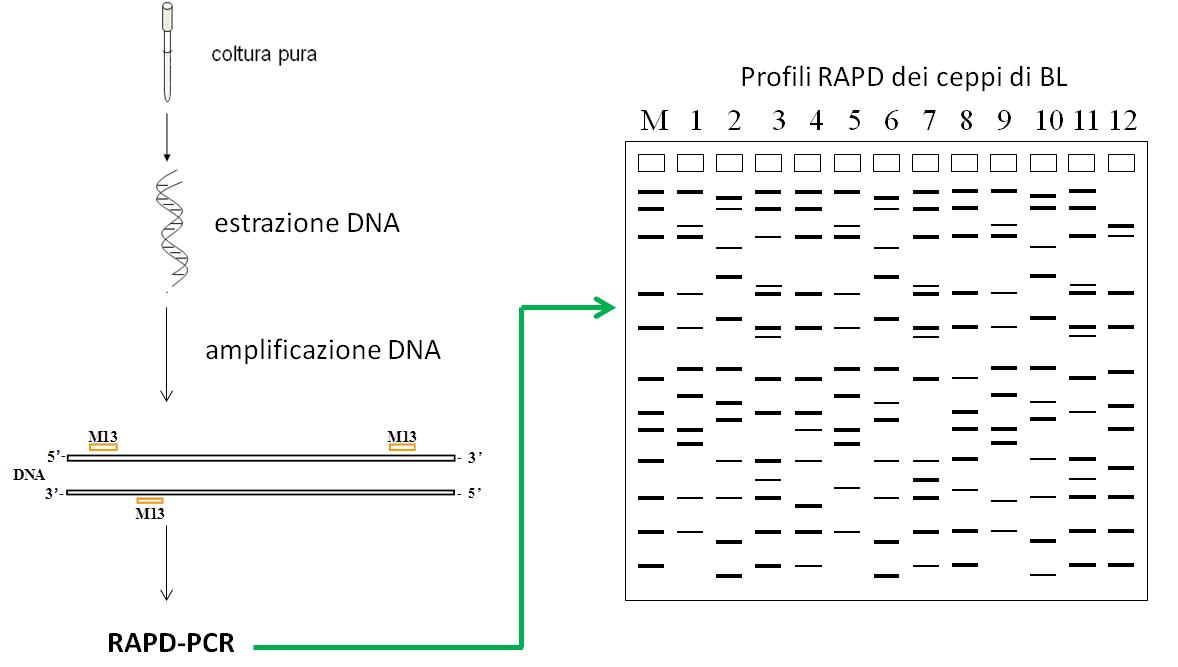 coltura pura
estrazione DNA
amplificazione DNA
M13 M13
5’- - 3’
DNA
3’- - 5’
M13
RAPD-PCR
Profili RAPD dei ceppi di BL
M 1 2 3 4 5 6 7 8 9 10 11 12